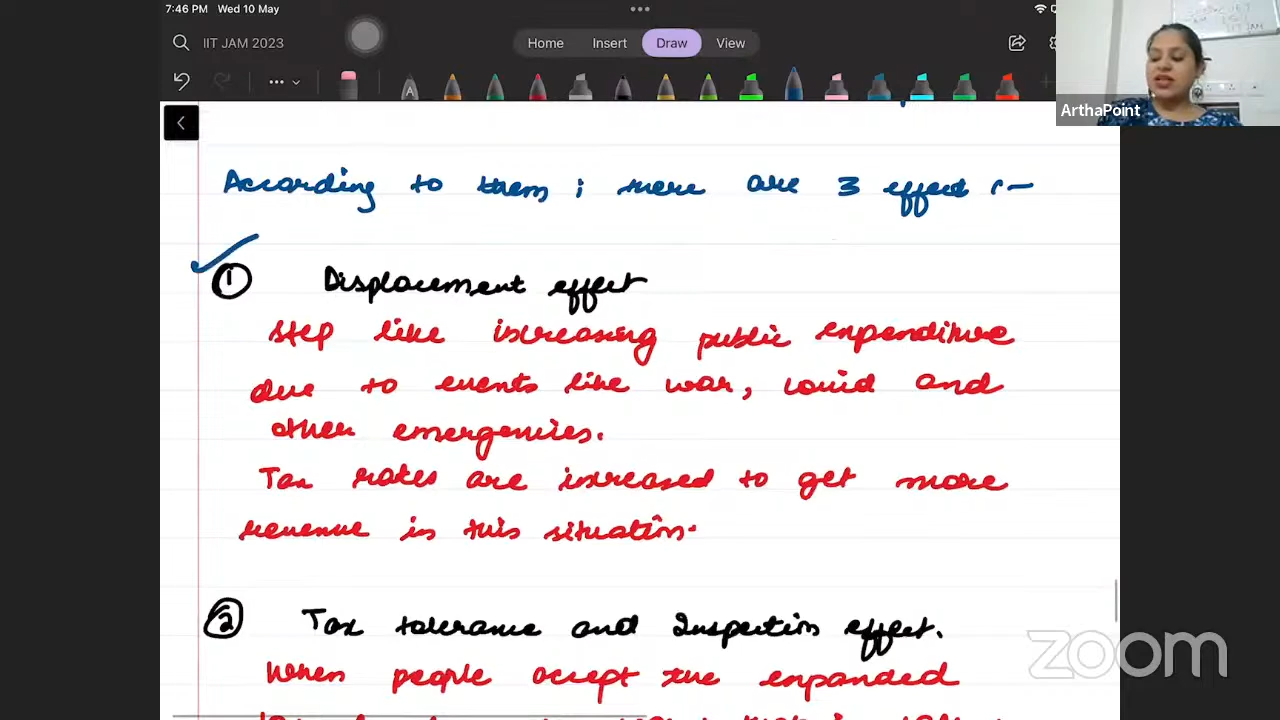 7:46 PM Wed 10 May
IIT JAM 2023
Home Insert Draw View
A
ArthaPoint
According to them ; there are 3 effect :-
① Displacement effect
Step like increasing public expenditure
due to events like war, covid and
other emergencies.
Tax rates are increased to get more
revenue in this situation.
② Tax tolerance and Inspection effect.
When people accept the expanded
zoom